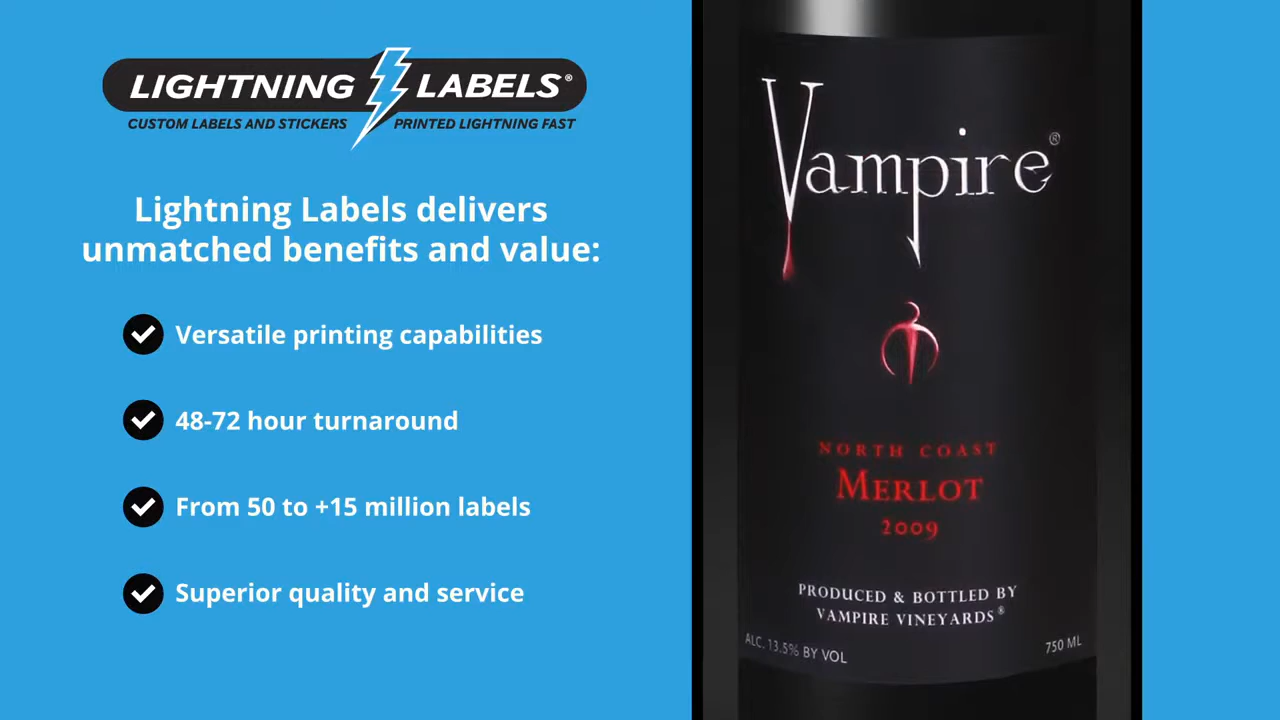 LIGHTNING LABELS®
CUSTOM LABELS AND STICKERS PRINTED LIGHTNING FAST
Lightning Labels delivers
unmatched benefits and value:
Versatile printing capabilities
48-72 hour turnaround
From 50 to +15 million labels
Superior quality and service
Vampire®
NORTH COAST
MERLOT
2009
PRODUCED & BOTTLED BY
VAMPIRE VINEYARDS®
ALC. 13.5% BY VOL
750 ML